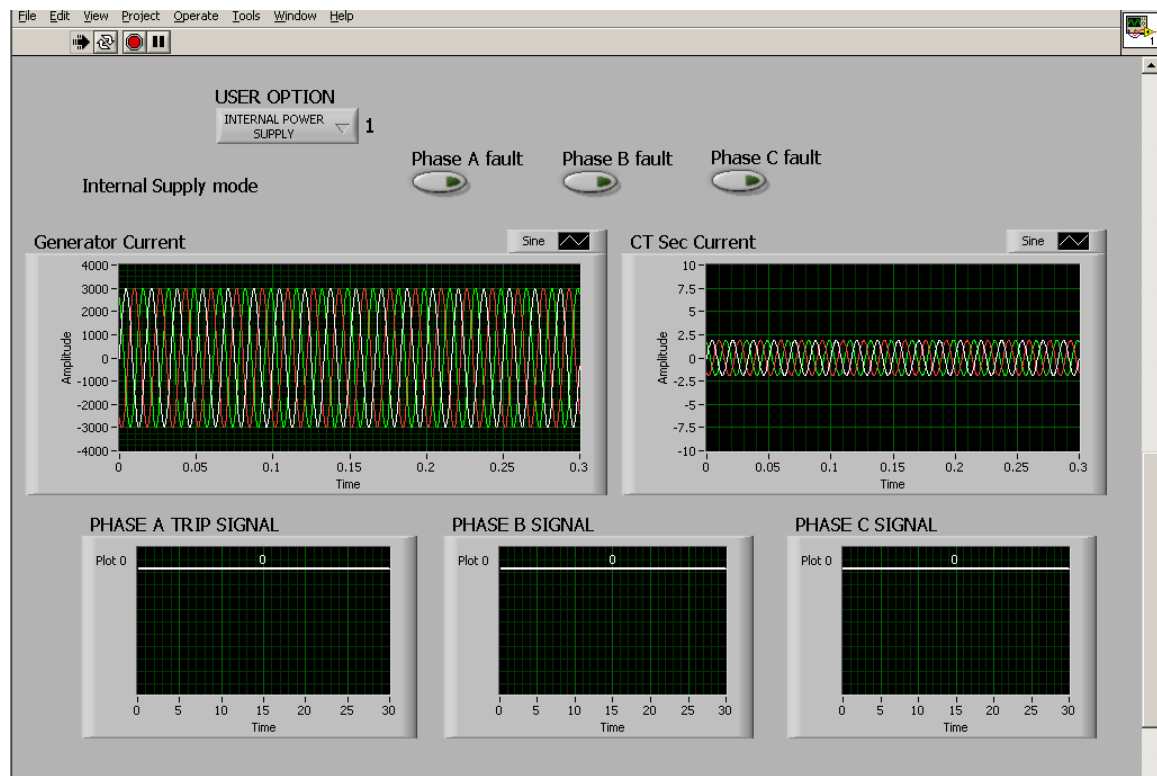 File Edit View Project Operate Tools Window Help
1
USER OPTION
INTERNAL POWER
SUPPLY
1
Phase A fault Phase B fault Phase C fault
Internal Supply mode
Generator Current
Sine
4000
3000
2000
1000
0
-1000
-2000
-3000
-4000
Amplitude
0 0.05 0.1 0.15 0.2 0.25 0.3
Time
CT Sec Current
Sine
10
7.5
5
2.5
0
-2.5
-5
-7.5
-10
Amplitude
0 0.05 0.1 0.15 0.2 0.25 0.3
Time
PHASE A TRIP SIGNAL
Plot 0
0
0 5 10 15 20 25 30
Time
PHASE B SIGNAL
Plot 0
0
0 5 10 15 20 25 30
Time
PHASE C SIGNAL
Plot 0
0
0 5 10 15 20 25 30
Time